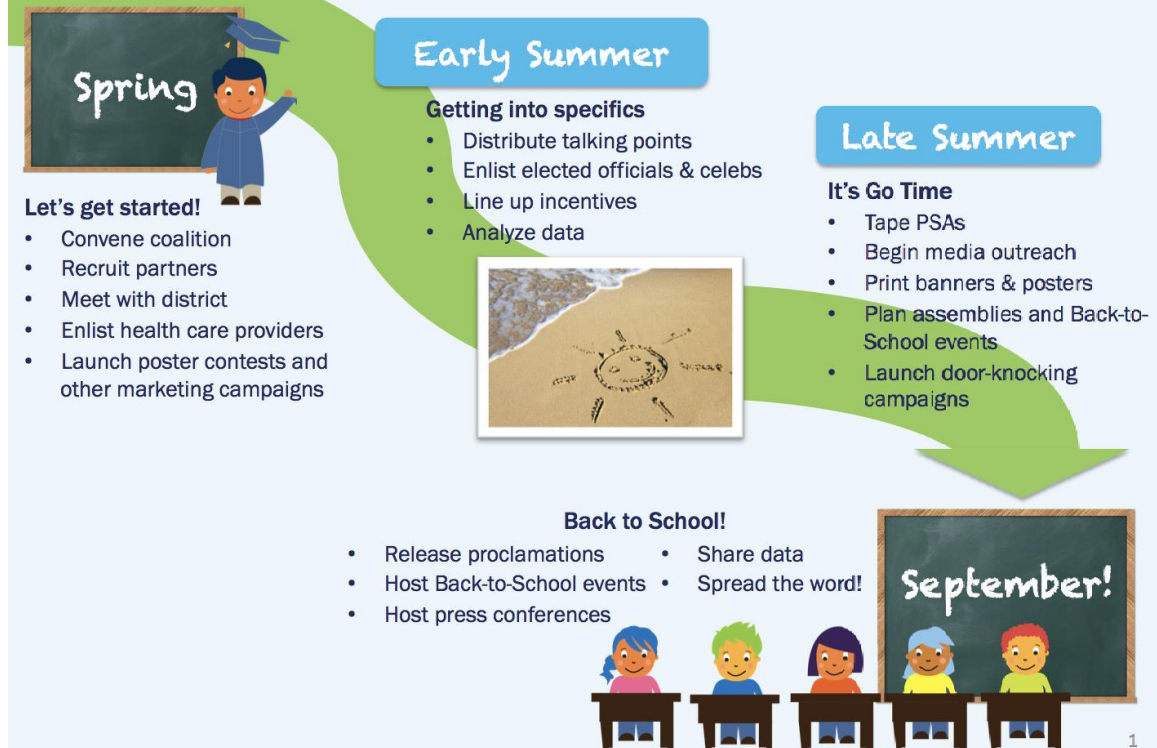 Spring
Let's get started!
• Convene coalition
• Recruit partners
• Meet with district
• Enlist health care providers
• Launch poster contests and
other marketing campaigns
Early Summer
Getting into specifics
• Distribute talking points
• Enlist elected officials & celebs
• Line up incentives
• Analyze data
Late Summer
It's Go Time
• Tape PSAs
• Begin media outreach
• Print banners & posters
• Plan assemblies and Back-to-
School events
• Launch door-knocking
campaigns
September!
Back to School!
• Release proclamations
• Host Back-to-School events
• Host press conferences
• Share data
• Spread the word!
1